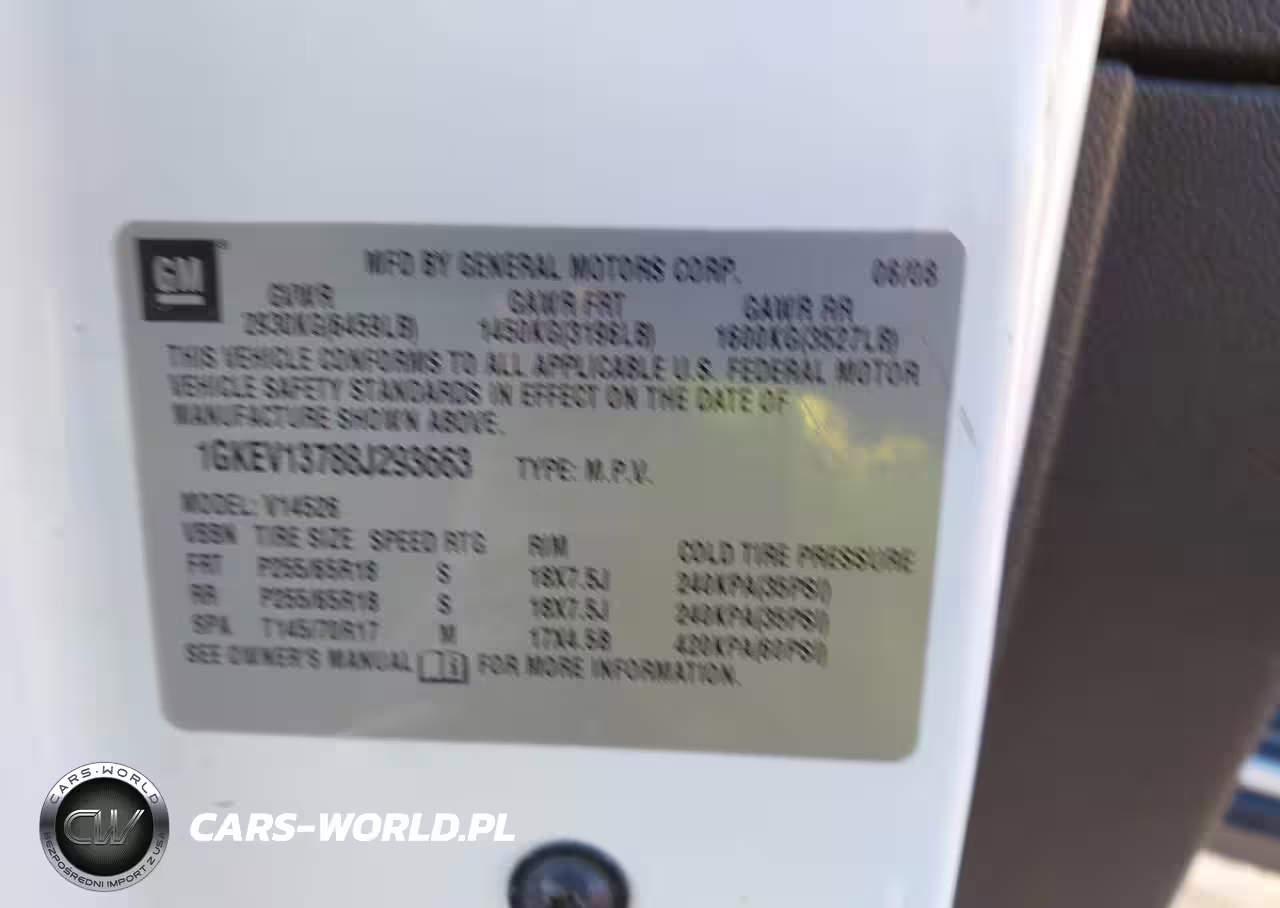 GM
MFD BY GENERAL MOTORS CORP. 06/08
GVWR GAWR FRT GAWR RR
2930KG(6459LB) 1450KG(3196LB) 1600KG(3527LB)
THIS VEHICLE CONFORMS TO ALL APPLICABLE U.S. FEDERAL MOTOR
VEHICLE SAFETY STANDARDS IN EFFECT ON THE DATE OF
MANUFACTURE SHOWN ABOVE.
1GKEV13788J293663 TYPE: M.P.V.
MODEL: V14526
TIRE SIZE SPEED RTG RIM COLD TIRE PRESSURE
FRT P255/65R18 S 18X7.5J 240KPA(35PSI)
RR P255/65R18 S 18X7.5J 240KPA(35PSI)
SPA T145/70R17 M 17X4.5B 420KPA(60PSI)
SEE OWNER'S MANUAL FOR MORE INFORMATION.
CARS-WORLD
CW
BEZPOŚREDNI IMPORT Z USA
CARS-WORLD.PL